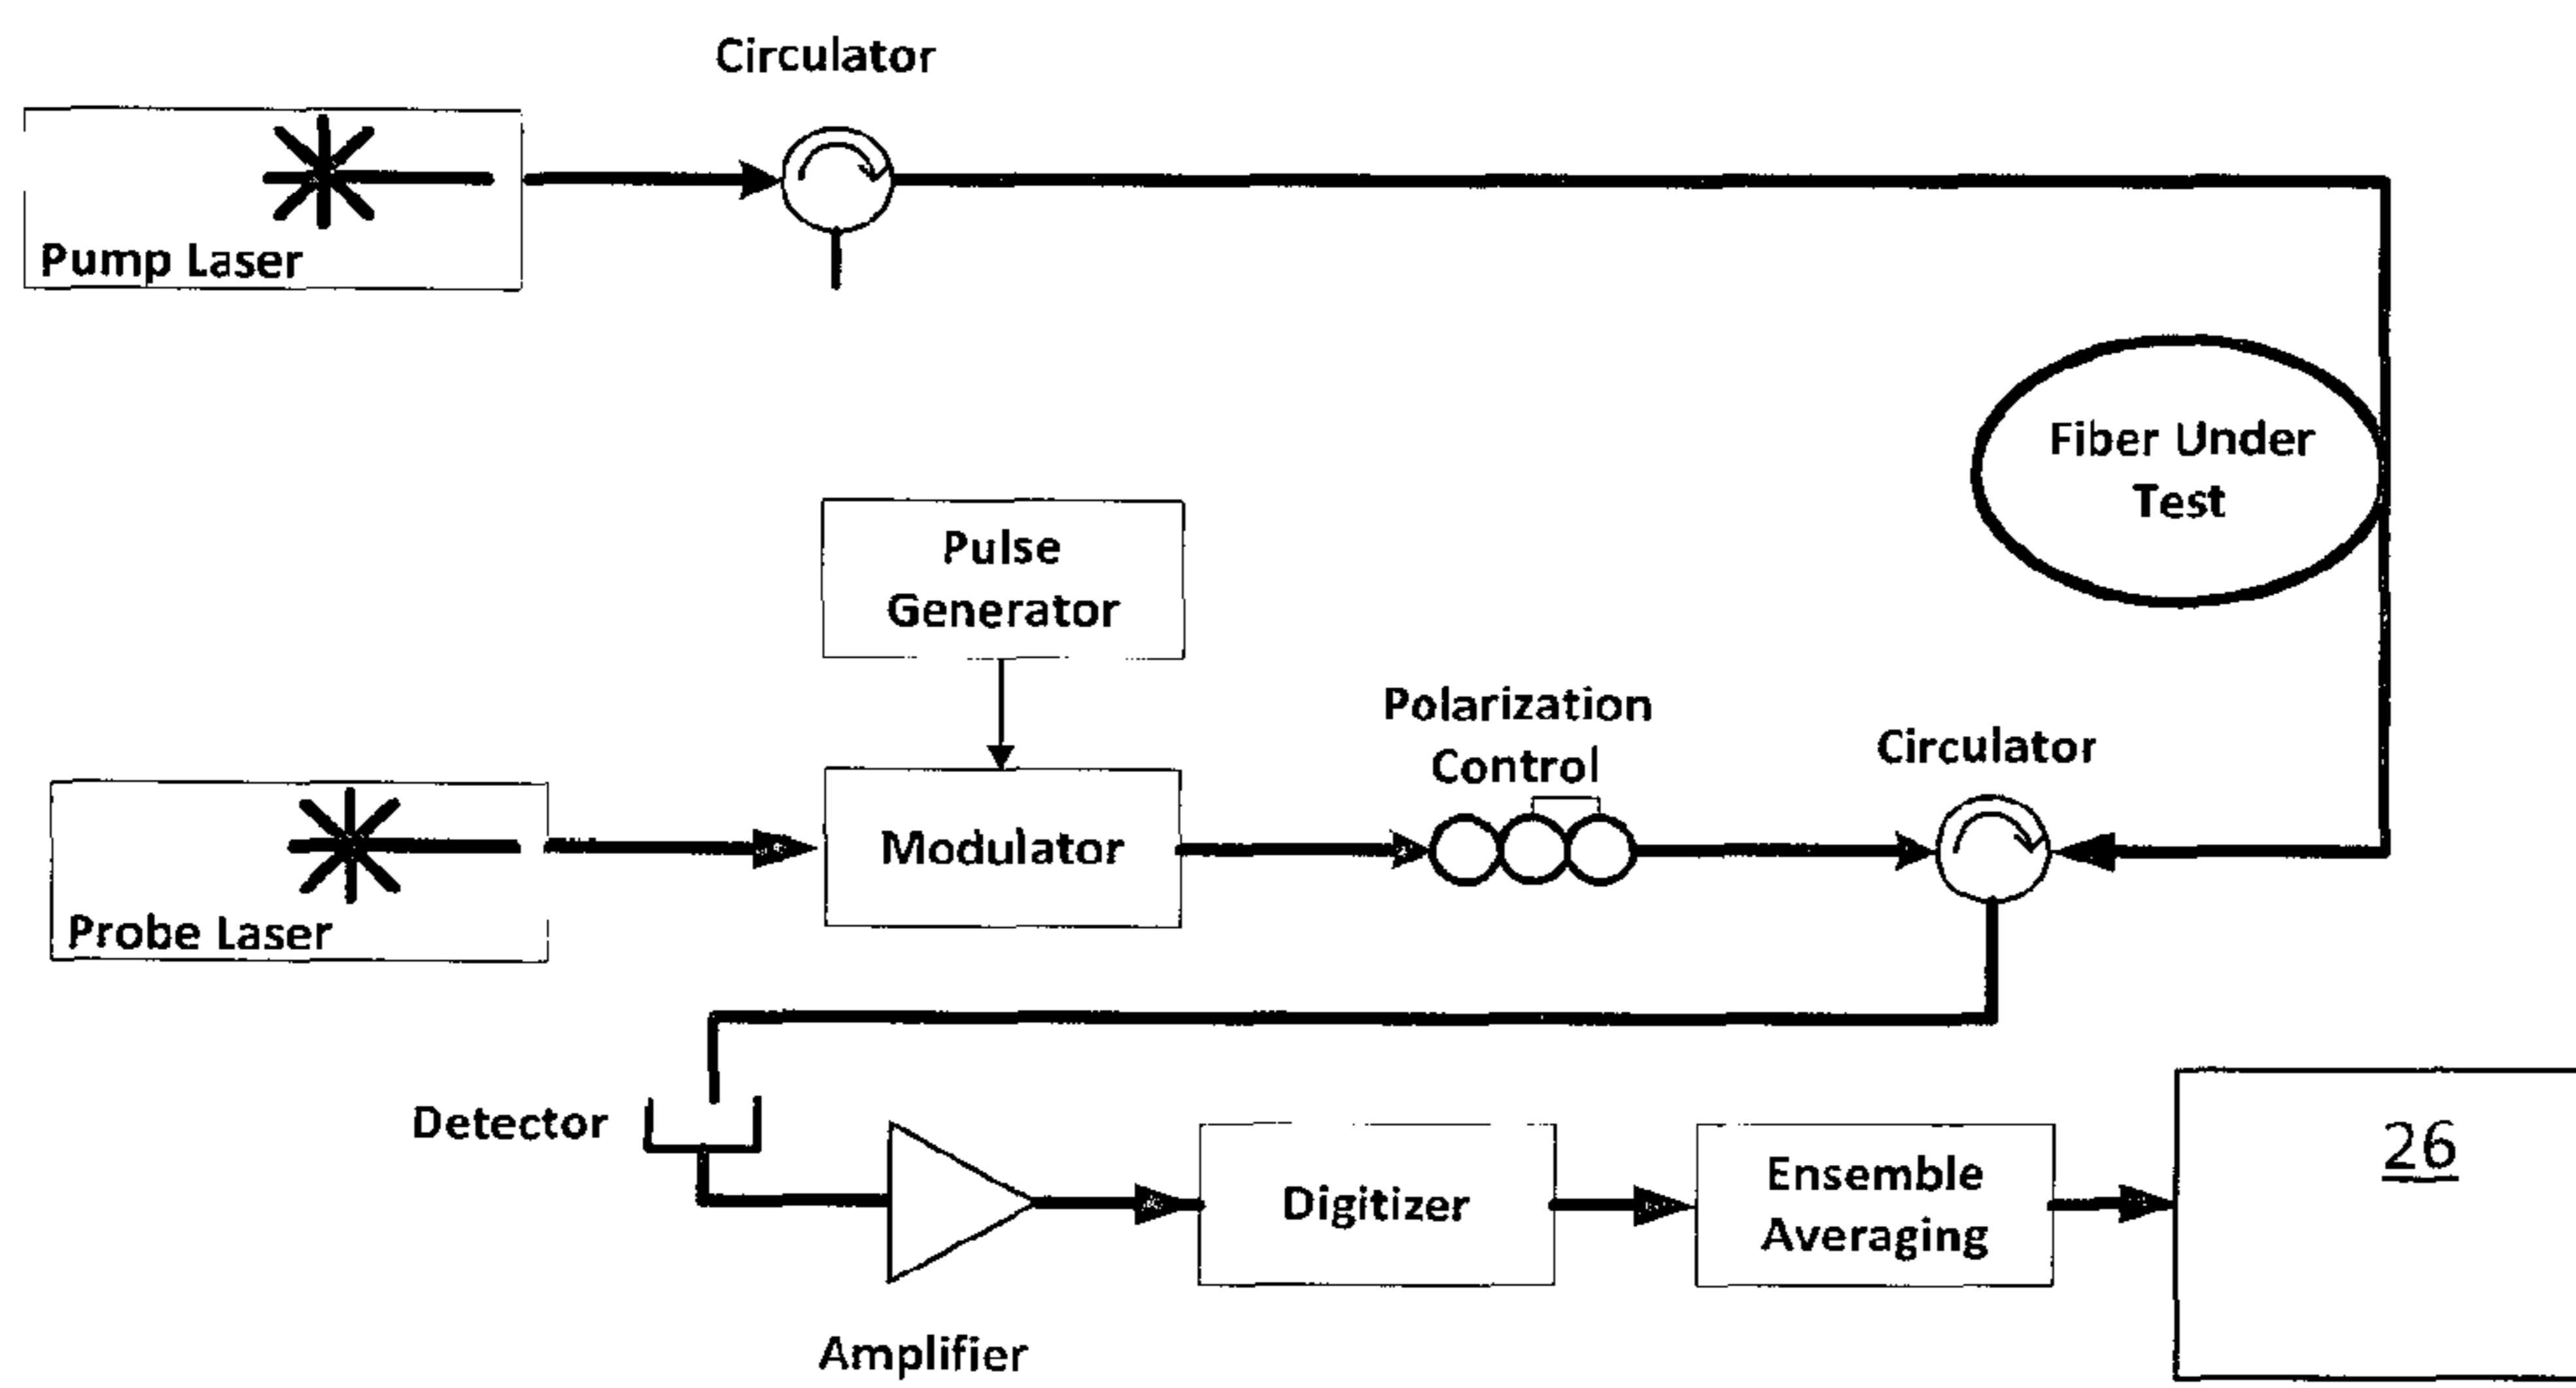 Circulator
Pump Laser
Fiber Under
Test
Pulse
Generator
Polarization
Control
Circulator
Modulator
Probe Laser
Detector
Digitizer
Ensemble
Averaging
26
Amplifier